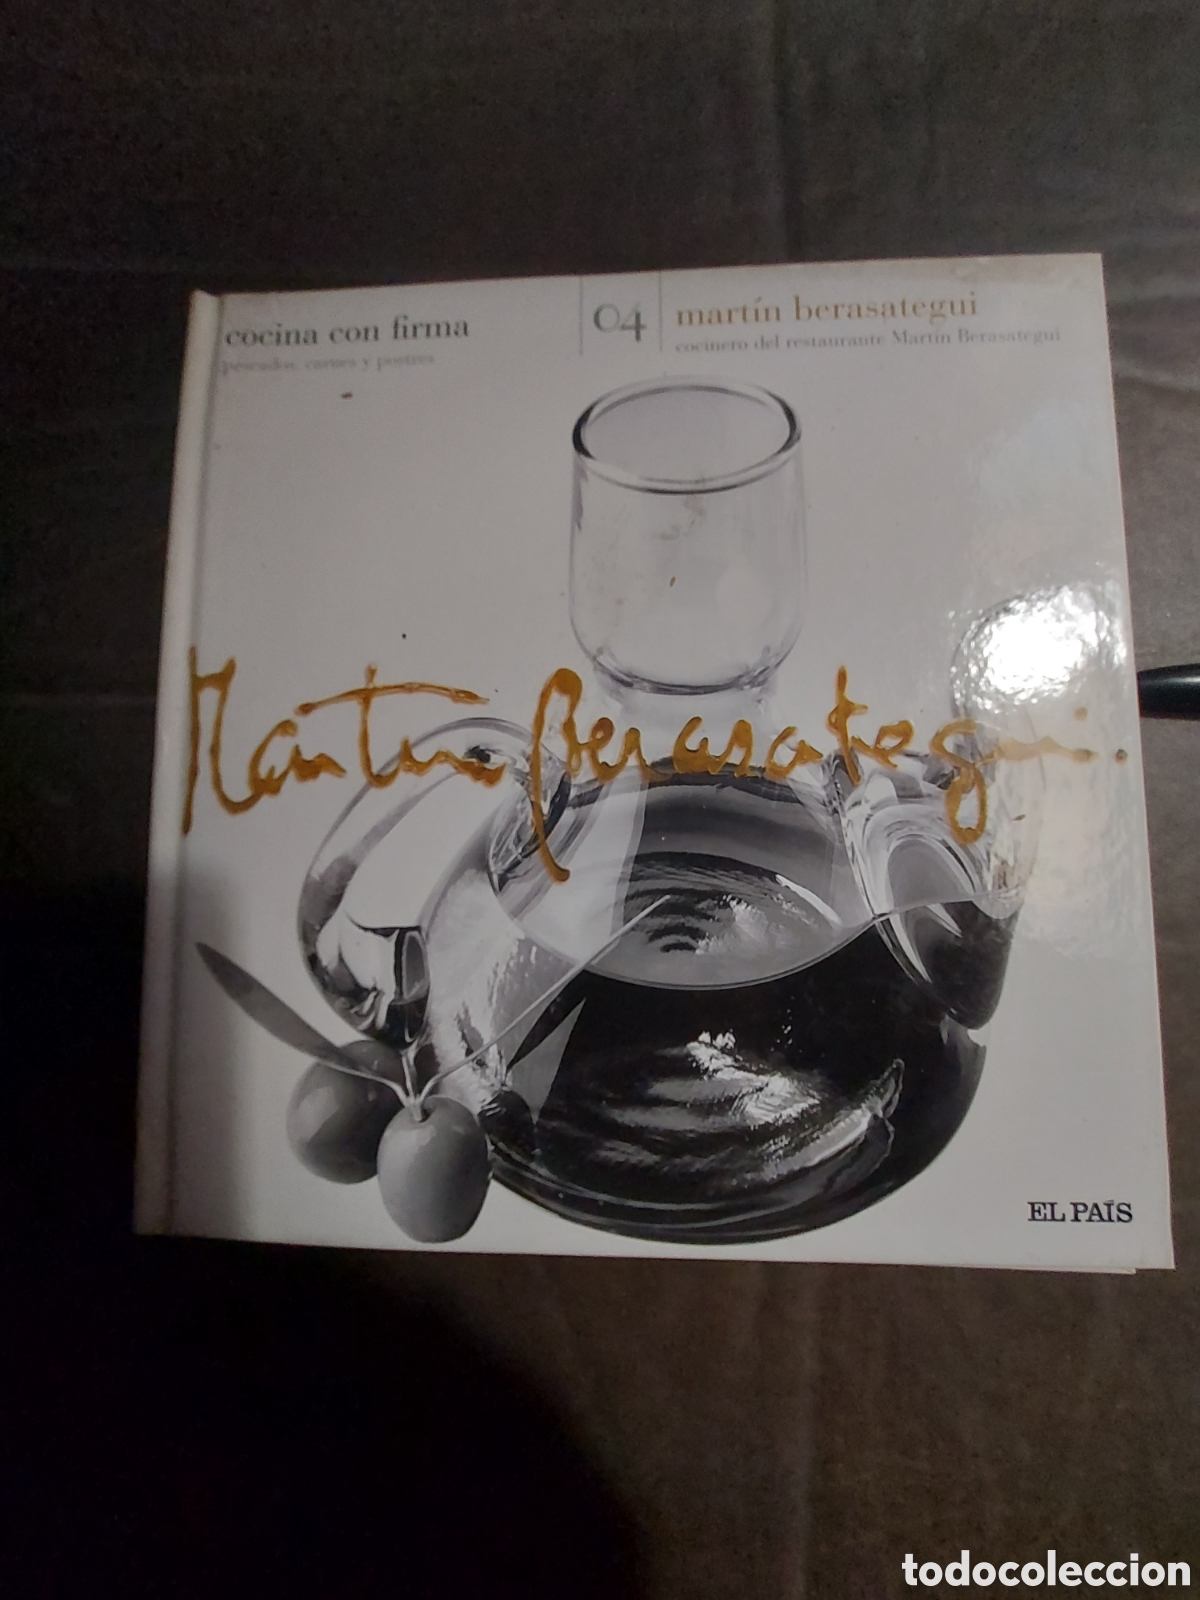 cocina con firma
pescados, carnes y postres
04
martín berasategui
cocinero del restaurante Martín Berasategui
Martín Berasategui.
EL PAÍS
todocoleccion